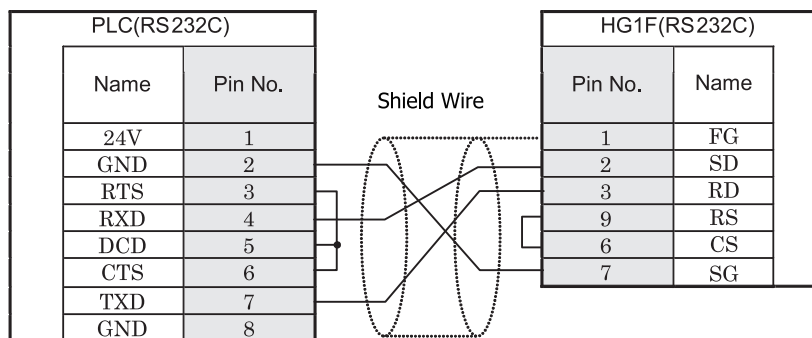 PLC(RS232C)
Name Pin No.
24V 1
GND 2
RTS 3
RXD 4
DCD 5
CTS 6
TXD 7
GND 8
Shield Wire
HG1F(RS232C)
Pin No. Name
1 FG
2 SD
3 RD
9 RS
6 CS
7 SG